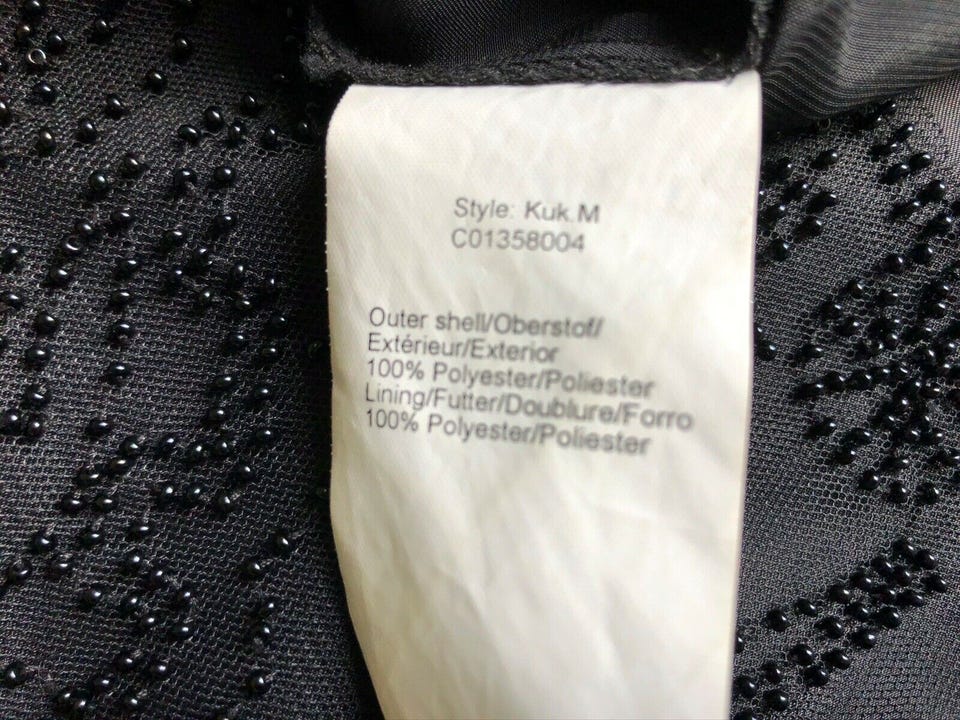 Style: Kuk.M
C01358004
Outer shell/Oberstof/
Extérieur/Exterior
100% Polyester/Poliester
Lining/Futter/Doublure/Forro
100% Polyester/Poliester